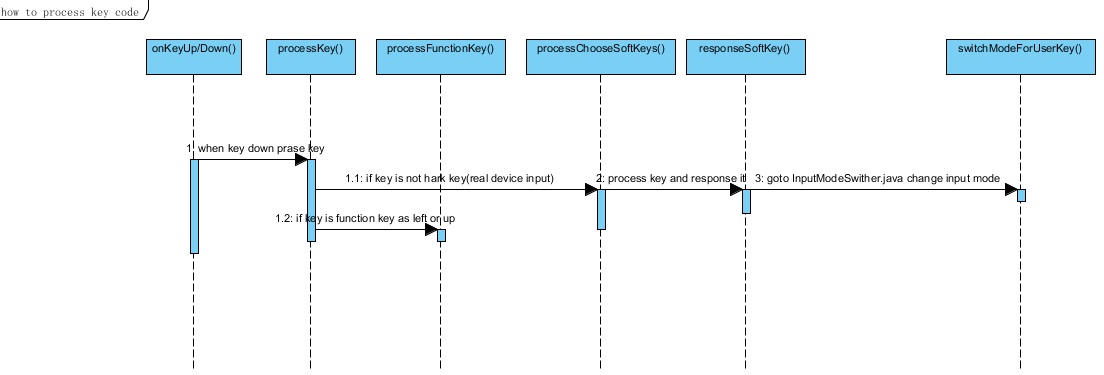 how to process key code
onKeyUp/Down()
processKey()
processFunctionKey()
processChooseSoftKeys()
responseSoftKey()
switchModeForUserKey()
1: when key down prase key
1.1: if key is not hark key(real device input)
2: process key and response it
3: goto InputModeSwither.java change input mode
1.2: if key is function key as left or up